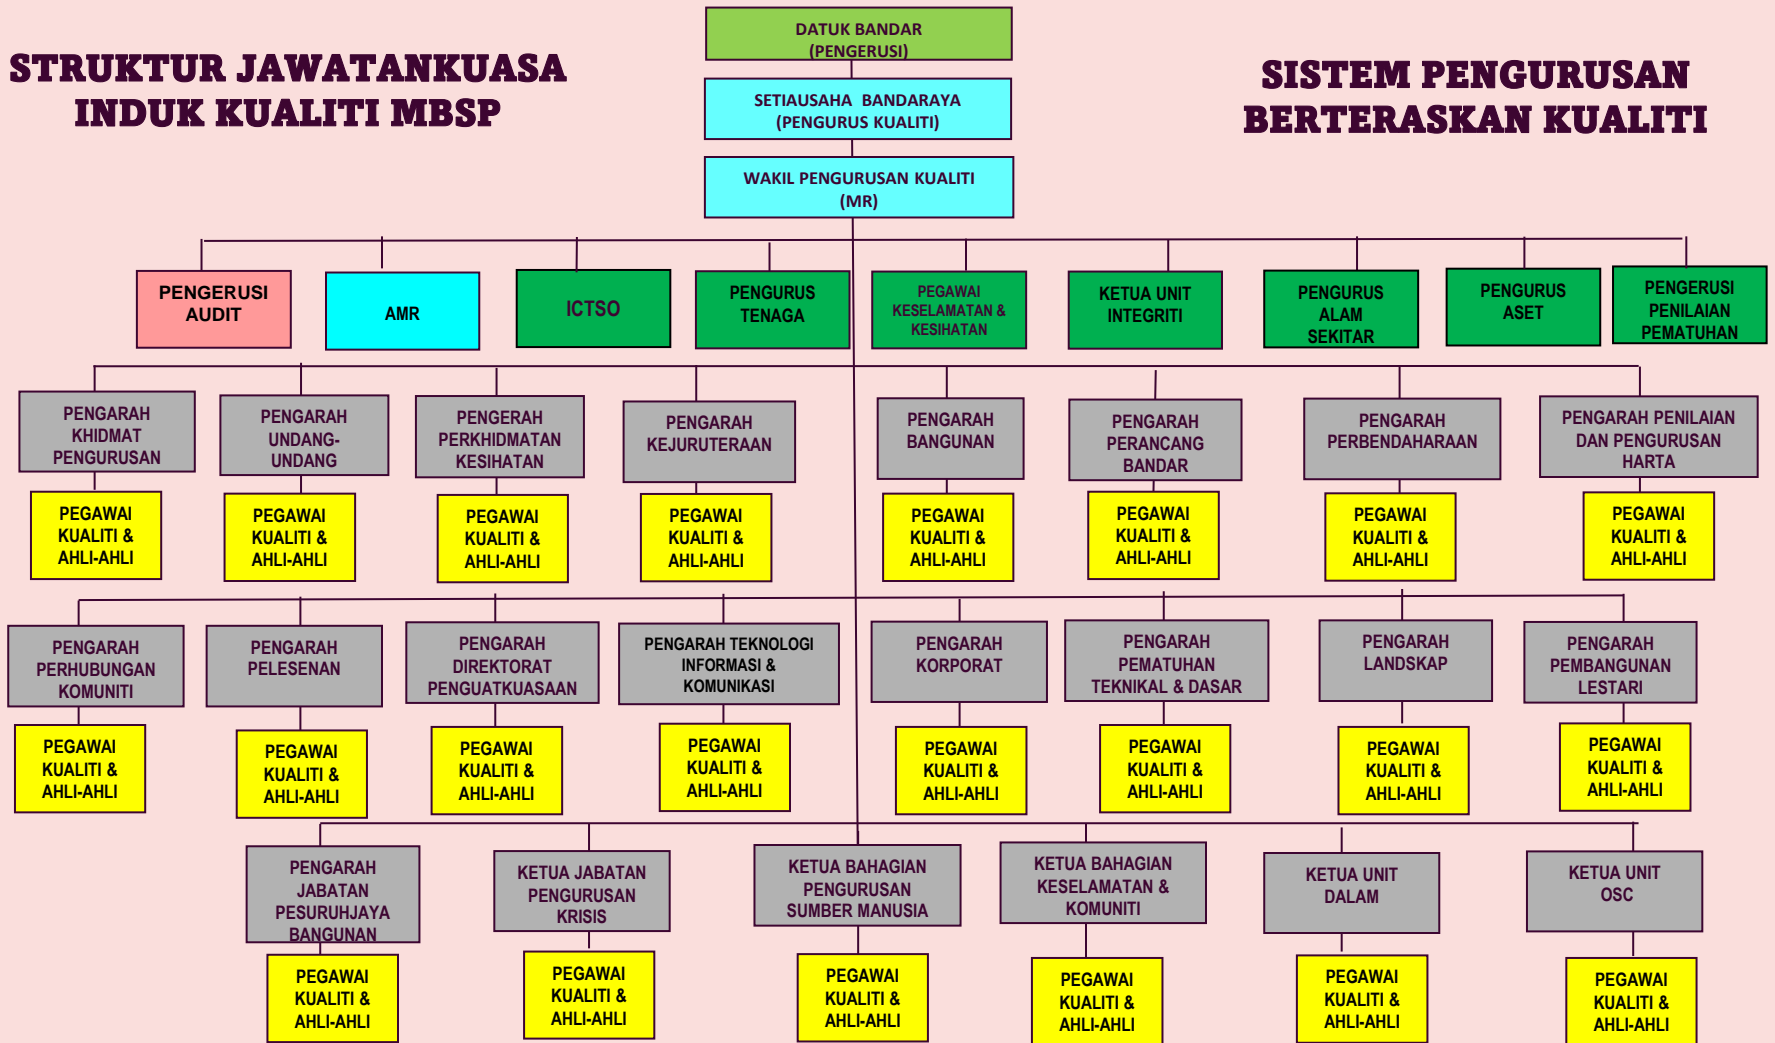 STRUKTUR JAWATANKUASA
INDUK KUALITI MBSP
DATUK BANDAR
(PENGERUSI)
SETIAUSAHA BANDARAYA
(PENGURUS KUALITI)
WAKIL PENGURUSAN KUALITI
(MR)
SISTEM PENGURUSAN
BERTERASKAN KUALITI
PENGERUSI
AUDIT
AMR
ICTSO
PENGURUS
TENAGA
PEGAWAI
KESELAMATAN &
KESIHATAN
KETUA UNIT
INTEGRITI
PENGURUS
ALAM
SEKITAR
PENGURUS
ASET
PENGERUSI
PENILAIAN
PEMATUHAN
PENGARAH
KHIDMAT
PENGURUSAN
PENGARAH
UNDANG-
UNDANG
PENGERAH
PERKHIDMATAN
KESIHATAN
PENGARAH
KEJURUTERAAN
PENGARAH
BANGUNAN
PENGARAH
PERANCANG
BANDAR
PENGARAH
PERBENDAHARAAN
PENGARAH PENILAIAN
DAN PENGURUSAN
HARTA
PEGAWAI
KUALITI &
AHLI-AHLI
PEGAWAI
KUALITI &
AHLI-AHLI
PEGAWAI
KUALITI &
AHLI-AHLI
PEGAWAI
KUALITI &
AHLI-AHLI
PEGAWAI
KUALITI &
AHLI-AHLI
PEGAWAI
KUALITI &
AHLI-AHLI
PEGAWAI
KUALITI &
AHLI-AHLI
PEGAWAI
KUALITI &
AHLI-AHLI
PENGARAH
PERHUBUNGAN
KOMUNITI
PENGARAH
PELESENAN
PENGARAH
DIREKTORAT
PENGUATKUASAAN
PENGARAH TEKNOLOGI
INFORMASI &
KOMUNIKASI
PENGARAH
KORPORAT
PENGARAH
PEMATUHAN
TEKNIKAL & DASAR
PENGARAH
LANDSKAP
PENGARAH
PEMBANGUNAN
LESTARI
PEGAWAI
KUALITI &
AHLI-AHLI
PEGAWAI
KUALITI &
AHLI-AHLI
PEGAWAI
KUALITI &
AHLI-AHLI
PEGAWAI
KUALITI &
AHLI-AHLI
PEGAWAI
KUALITI &
AHLI-AHLI
PEGAWAI
KUALITI &
AHLI-AHLI
PEGAWAI
KUALITI &
AHLI-AHLI
PEGAWAI
KUALITI &
AHLI-AHLI
PENGARAH
JABATAN
PESURUHJAYA
BANGUNAN
KETUA JABATAN
PENGURUSAN
KRISIS
KETUA BAHAGIAN
PENGURUSAN
SUMBER MANUSIA
KETUA BAHAGIAN
KESELAMATAN &
KOMUNITI
KETUA UNIT
DALAM
KETUA UNIT
OSC
PEGAWAI
KUALITI &
AHLI-AHLI
PEGAWAI
KUALITI &
AHLI-AHLI
PEGAWAI
KUALITI &
AHLI-AHLI
PEGAWAI
KUALITI &
AHLI-AHLI
PEGAWAI
KUALITI &
AHLI-AHLI
PEGAWAI
KUALITI &
AHLI-AHLI